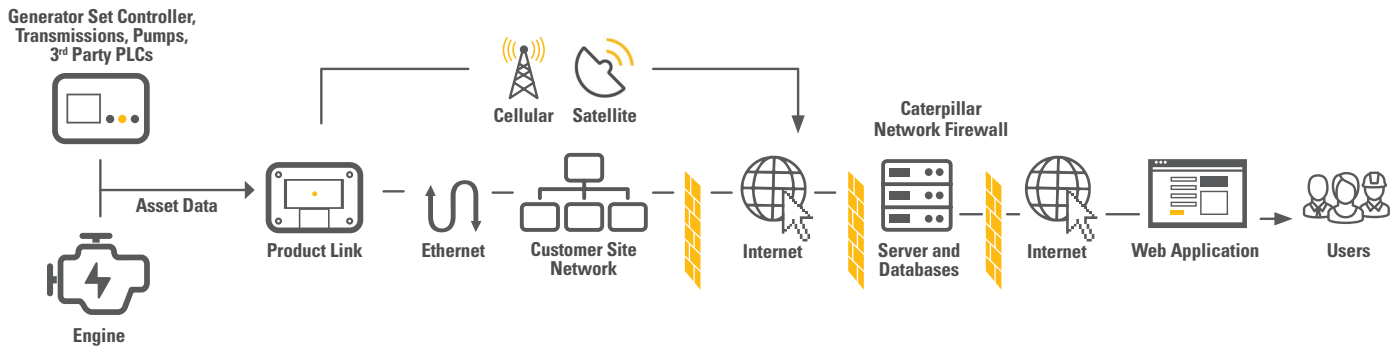 Generator Set Controller,
Transmissions, Pumps,
3rd Party PLCs
Asset Data
Engine
Product Link
Cellular
Satellite
Ethernet
Customer Site
Network
Internet
Caterpillar
Network Firewall
Server and
Databases
Internet
Web Application
Users